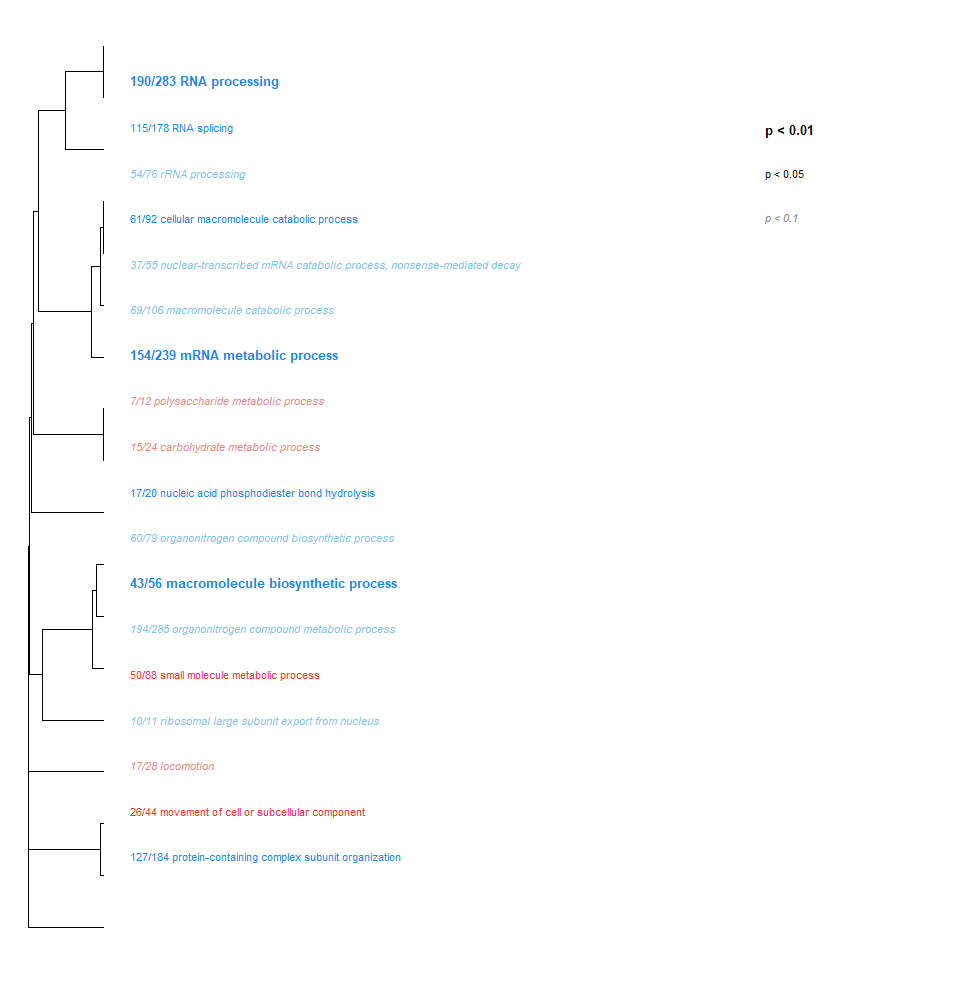 190/283 RNA processing
115/178 RNA splicing
p < 0.01
54/76 rRNA processing
p < 0.05
61/92 cellular macromolecule catabolic process
p < 0.1
37/55 nuclear-transcribed mRNA catabolic process, nonsense-mediated decay
69/106 macromolecule catabolic process
154/239 mRNA metabolic process
7/12 polysaccharide metabolic process
15/24 carbohydrate metabolic process
17/20 nucleic acid phosphodiester bond hydrolysis
60/79 organonitrogen compound biosynthetic process
43/56 macromolecule biosynthetic process
194/285 organonitrogen compound metabolic process
50/88 small molecule metabolic process
10/11 ribosomal large subunit export from nucleus
17/28 locomotion
26/44 movement of cell or subcellular component
127/184 protein-containing complex subunit organization